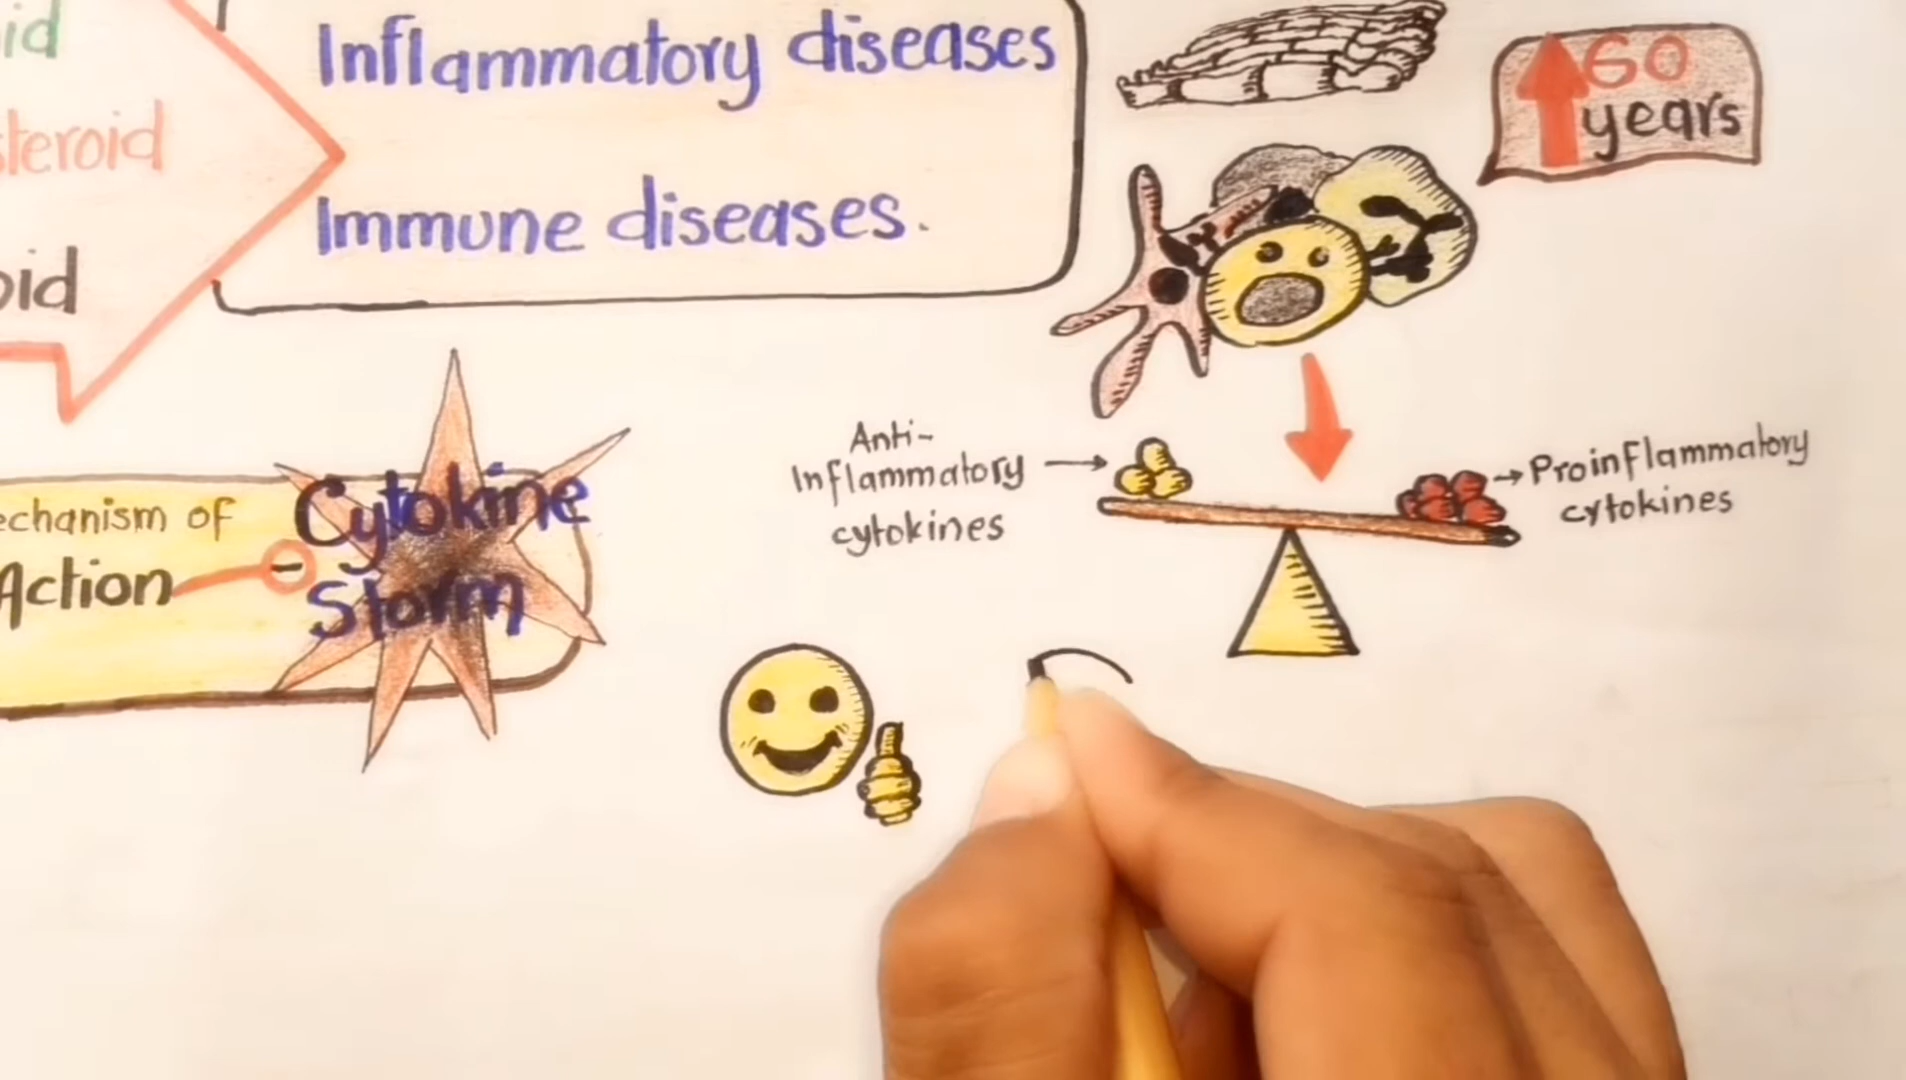 id
steroid
oid
Inflammatory diseases
Immune diseases.
60
years
echanism of
Action
Cytokine
Storm
Anti-
Inflammatory
cytokines
Proinflammatory
cytokines